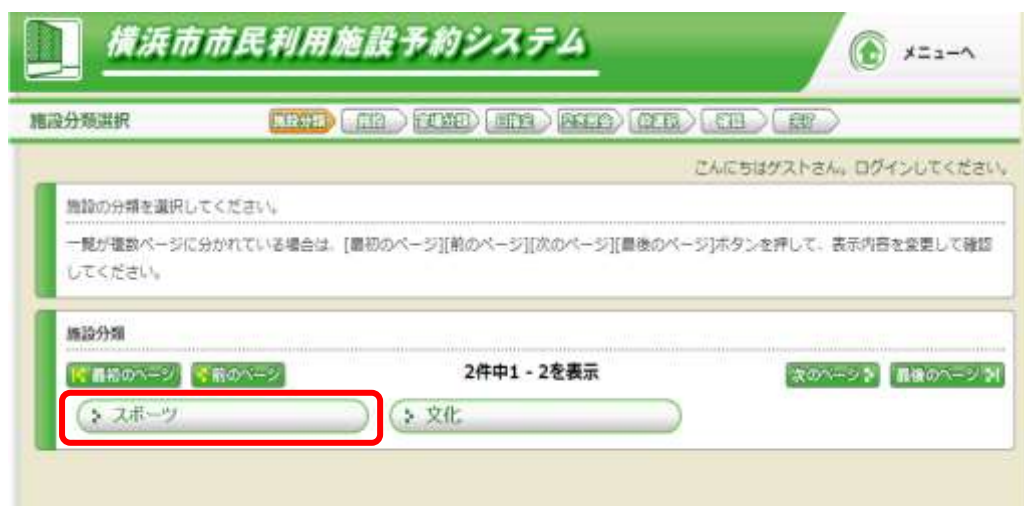 横浜市市民利用施設予約システム
メニューへ
施設分類選択
施設分類
こんにちはゲストさん。ログインしてください。
施設の分類を選択してください。
一覧が複数ページに分かれている場合は、[最初のページ][前のページ][次のページ][最後のページ]ボタンを押して、表示内容を変更して確認
してください。
施設分類
最初のページ 前のページ 2件中1 - 2を表示 次のページ 最後のページ
スポーツ 文化